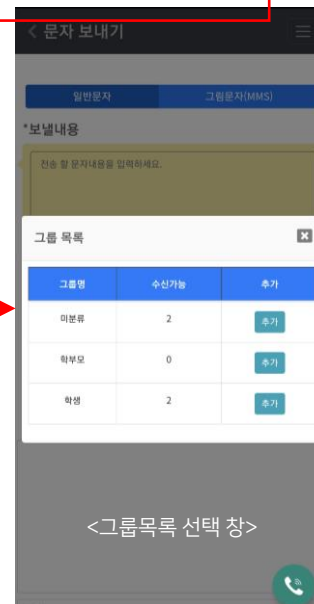 < 문자 보내기
일반문자 그림문자(MMS)
*보낼내용
전송 할 문자내용을 입력하세요.
그룹 목록
그룹명 수신가능 추가
미분류 2 추가
학부모 0 추가
학생 2 추가
<그룹목록 선택 창>